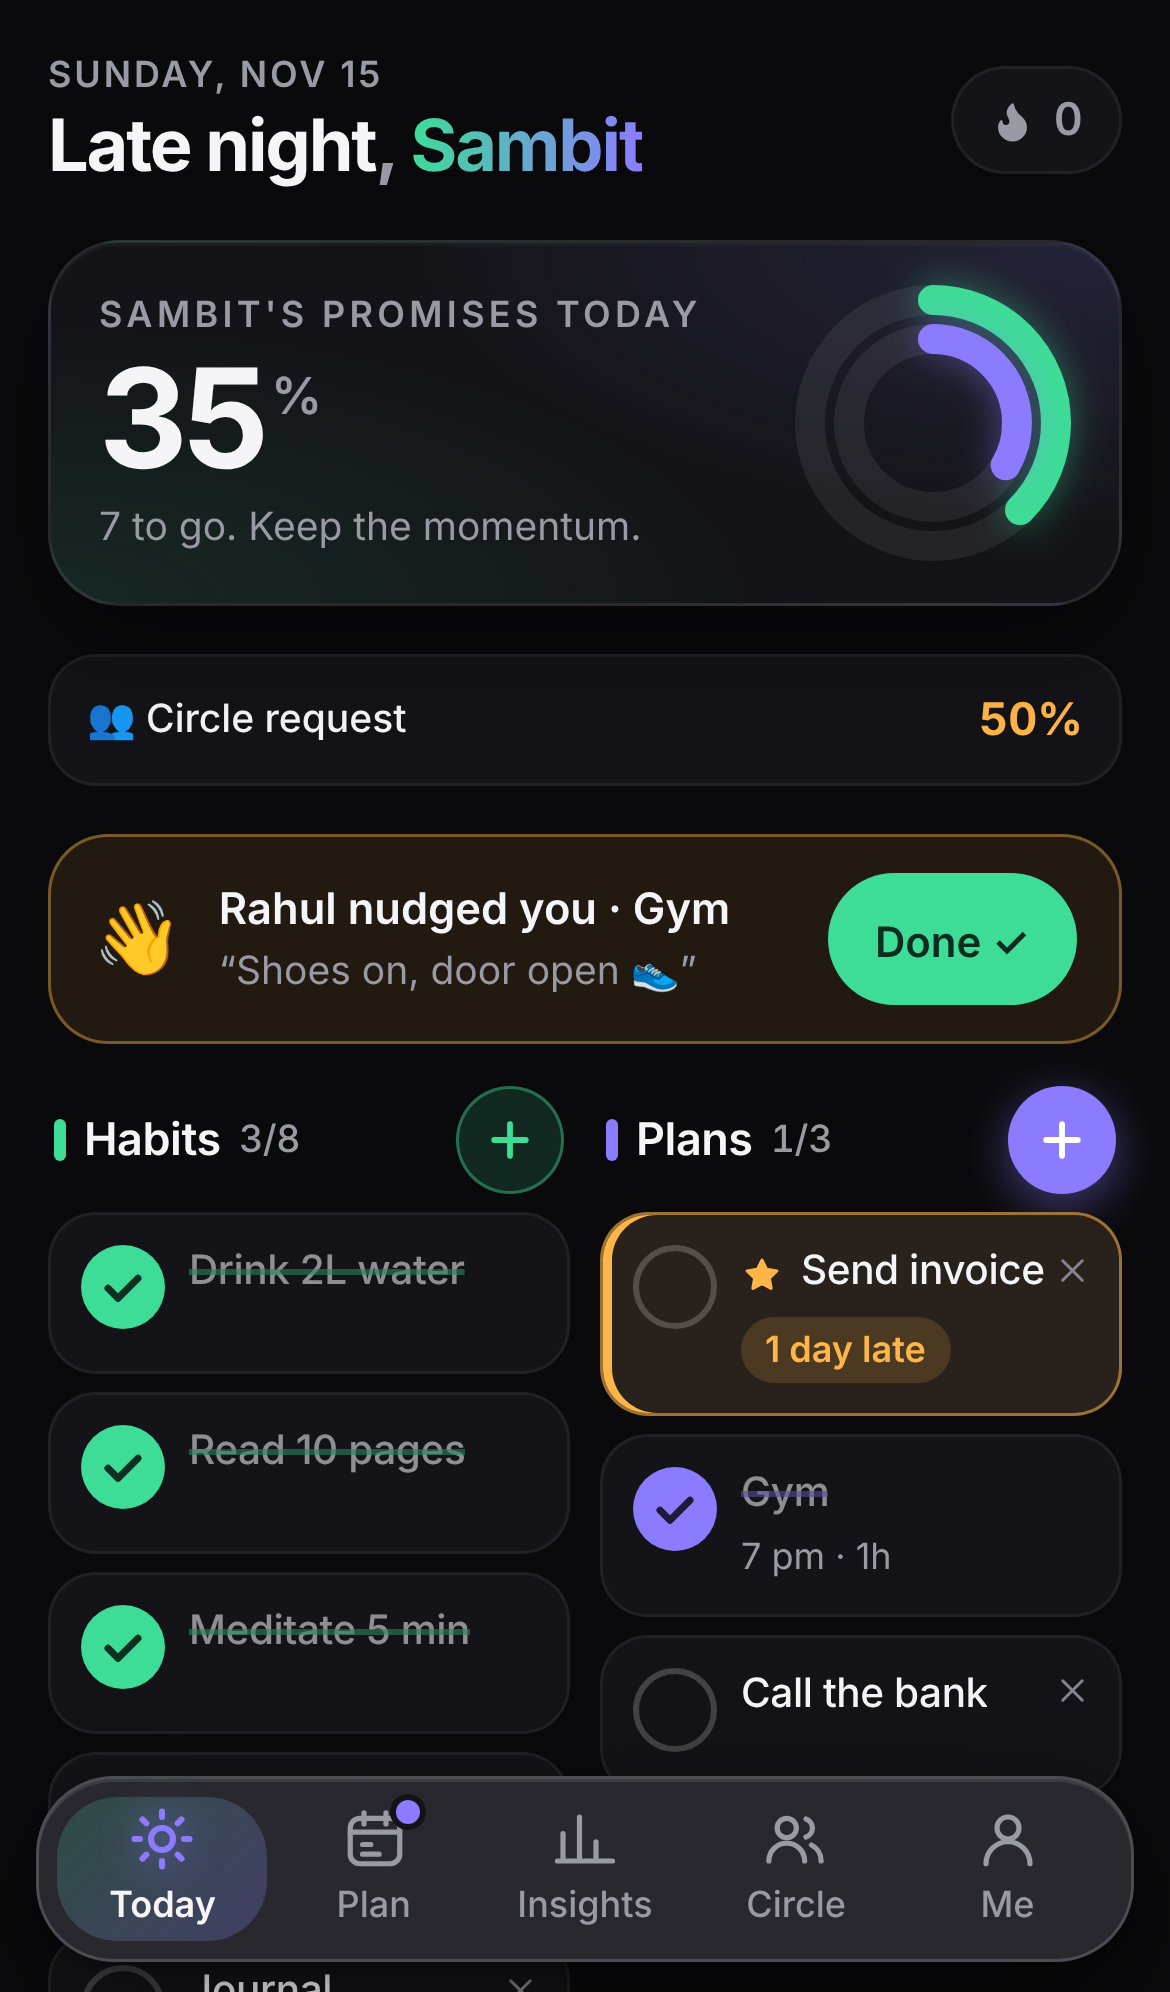 SUNDAY, NOV 15
Late night, Sambit
0
SAMBIT'S PROMISES TODAY
35%
7 to go. Keep the momentum.
👥 Circle request
50%
👋
Rahul nudged you · Gym
“Shoes on, door open 👟”
Done ✓
Habits 3/8
Drink 2L water
Read 10 pages
Meditate 5 min
Plans 1/3
Send invoice
1 day late
Gym
7 pm · 1h
Call the bank
Today
Plan
Insights
Circle
Me
Journal